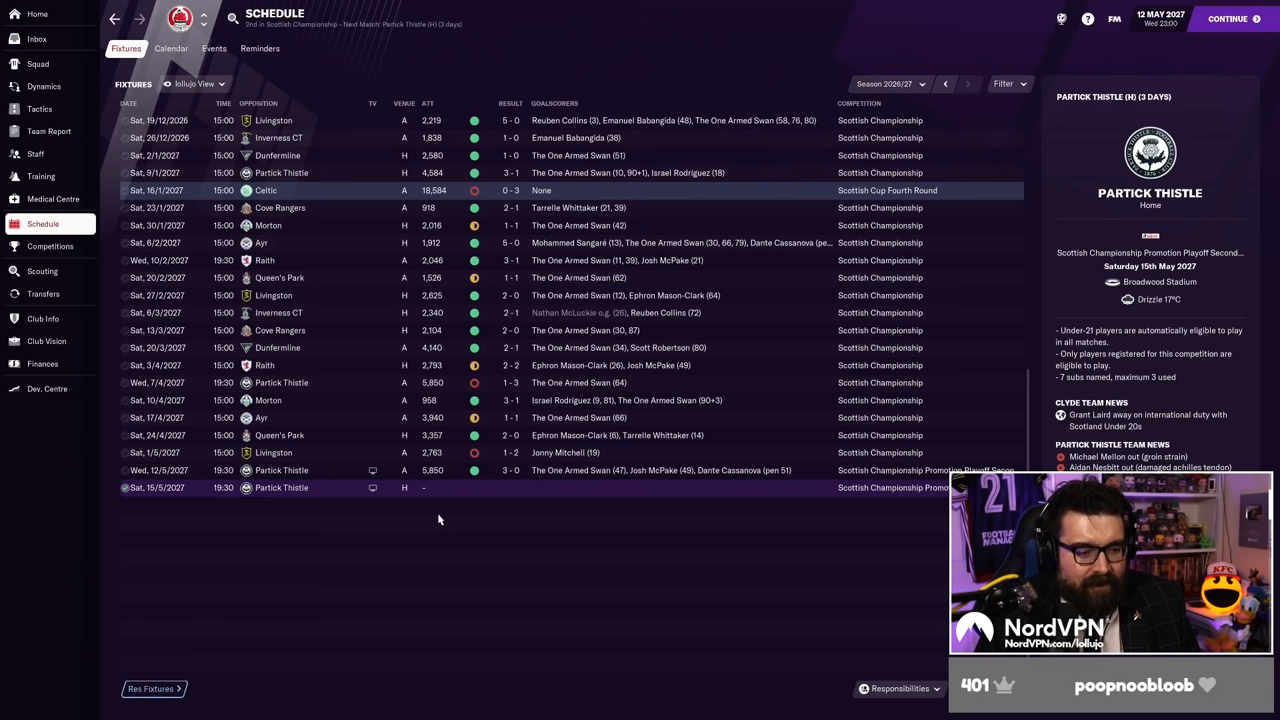 Home
Inbox
Squad
Dynamics
Tactics
Team Report
Staff
Training
Medical Centre
Schedule
Competitions
Scouting
Transfers
Club Info
Club Vision
Finances
Dev. Centre
SCHEDULE
2nd in Scottish Championship - Next Match: Partick Thistle (H) (3 days)
FM
12 MAY 2027
Wed 23:00
CONTINUE
Fixtures Calendar Events Reminders
FIXTURES lollujo View Season 2026/27 Filter
DATE TIME OPPOSITION TV VENUE ATT RESULT GOALSCORERS COMPETITION
Sat, 19/12/2026 15:00 Livingston A 2,219 5 - 0 Reuben Collins (3), Emanuel Babangida (48), The One Armed Swan (58, 76, 80) Scottish Championship
Sat, 26/12/2026 15:00 Inverness CT A 1,838 1 - 0 Emanuel Babangida (38) Scottish Championship
Sat, 2/1/2027 15:00 Dunfermline H 2,580 1 - 0 The One Armed Swan (51) Scottish Championship
Sat, 9/1/2027 15:00 Partick Thistle H 4,584 3 - 1 The One Armed Swan (10, 90+1), Israel Rodríguez (18) Scottish Championship
Sat, 16/1/2027 15:00 Celtic A 18,584 0 - 3 None Scottish Cup Fourth Round
Sat, 23/1/2027 15:00 Cove Rangers A 918 2 - 1 Tarrelle Whittaker (21, 39) Scottish Championship
Sat, 30/1/2027 15:00 Morton H 2,016 1 - 1 The One Armed Swan (42) Scottish Championship
Sat, 6/2/2027 15:00 Ayr H 1,912 5 - 0 Mohammed Sangaré (13), The One Armed Swan (30, 66, 79), Dante Cassanova (pe... Scottish Championship
Wed, 10/2/2027 19:30 Raith A 2,046 3 - 1 The One Armed Swan (11, 39), Josh McPake (21) Scottish Championship
Sat, 20/2/2027 15:00 Queen's Park A 1,526 1 - 1 The One Armed Swan (62) Scottish Championship
Sat, 27/2/2027 15:00 Livingston H 2,625 2 - 0 The One Armed Swan (12), Ephron Mason-Clark (64) Scottish Championship
Sat, 6/3/2027 15:00 Inverness CT H 2,340 2 - 1 Nathan McLuckie o.g. (26), Reuben Collins (72) Scottish Championship
Sat, 13/3/2027 15:00 Cove Rangers H 2,104 2 - 0 The One Armed Swan (30, 87) Scottish Championship
Sat, 20/3/2027 15:00 Dunfermline A 4,140 2 - 1 The One Armed Swan (34), Scott Robertson (80) Scottish Championship
Sat, 3/4/2027 15:00 Raith H 2,793 2 - 2 Ephron Mason-Clark (26), Josh McPake (49) Scottish Championship
Wed, 7/4/2027 19:30 Partick Thistle A 5,850 1 - 3 The One Armed Swan (64) Scottish Championship
Sat, 10/4/2027 15:00 Morton A 958 3 - 1 Israel Rodríguez (9, 81), The One Armed Swan (90+3) Scottish Championship
Sat, 17/4/2027 15:00 Ayr A 3,940 1 - 1 The One Armed Swan (66) Scottish Championship
Sat, 24/4/2027 15:00 Queen's Park H 3,357 2 - 0 Ephron Mason-Clark (6), Tarrelle Whittaker (14) Scottish Championship
Sat, 1/5/2027 15:00 Livingston A 2,763 1 - 2 Jonny Mitchell (19) Scottish Championship
Wed, 12/5/2027 19:30 Partick Thistle A 5,850 3 - 0 The One Armed Swan (47), Josh McPake (49), Dante Cassanova (pen 51) Scottish Championship Promotion Playoff Secon...
Sat, 15/5/2027 19:30 Partick Thistle H - Scottish Championship Promot
Res Fixtures
Responsibilities
PARTICK THISTLE (H) (3 DAYS)
PARTICK THISTLE
Home
Scottish Championship Promotion Playoff Second...
Saturday 15th May 2027
Broadwood Stadium
Drizzle 17°C
- Under-21 players are automatically eligible to play
in all matches.
- Only players registered for this competition are
eligible to play.
- 7 subs named, maximum 3 used
CLYDE TEAM NEWS
Grant Laird away on international duty with
Scotland Under 20s
PARTICK THISTLE TEAM NEWS
Michael Mellon out (groin strain)
Aidan Nesbitt out (damaged achilles tendon)
21
FOOTBALL
KFC
NordVPN
NordVPN.com/lollujo
401 poopnoobloob